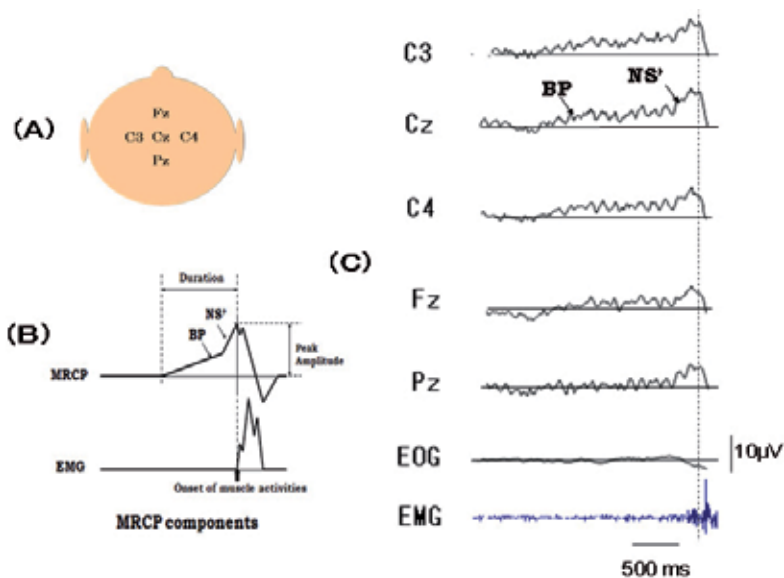 (A)
Fz
C3 Cz C4
Pz
(B)
Duration
NS'
BP
Peak
Amplitude
MRCP
EMG
Onset of muscle activities
MRCP components
(C)
C3
BP
NS'
Cz
C4
Fz
Pz
EOG
10μV
EMG
500 ms